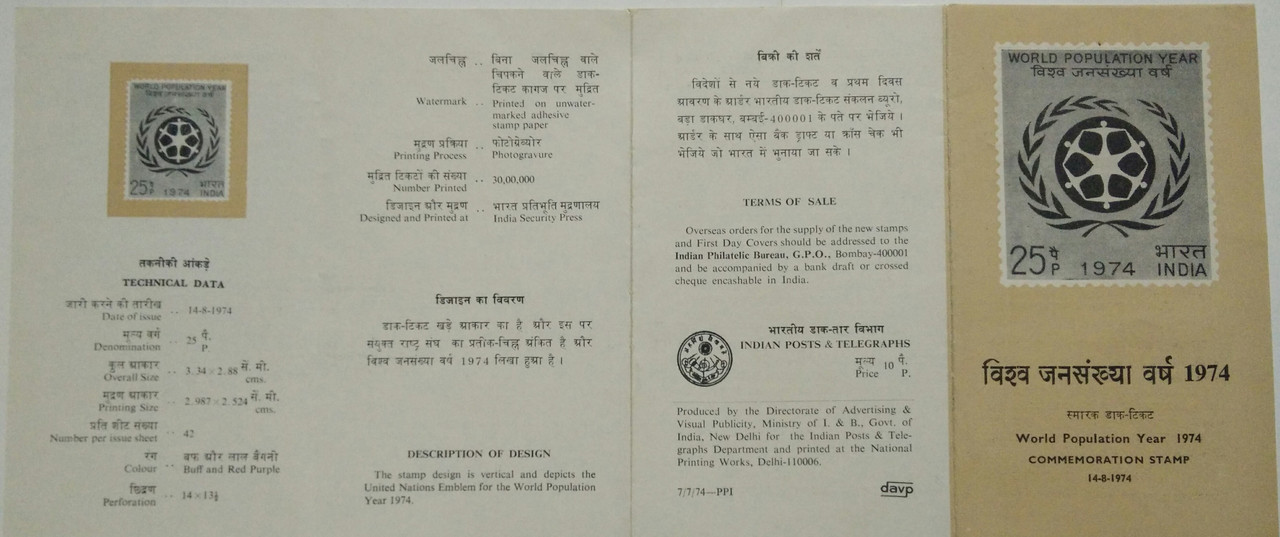 WORLD POPULATION YEAR
विश्व जनसंख्या वर्ष
25 पै P 1974 भारत INDIA
तकनीकी आंकड़े
TECHNICAL DATA
जारी करने की तारीख
Date of issue .. 14-8-1974
मूल्य वर्ग
Denomination .. 25 पै. P.
कुल आकार
Overall Size .. 3.34 × 2.88 सें. मी. cms.
मुद्रण आकार
Printing Size .. 2.987 × 2.524 सें. मी. cms.
प्रति शीट संख्या
Number per issue sheet .. 42
रंग .. बफ और लाल बैंगनी
Colour Buff and Red Purple
छिद्रण
Perforation .. 14 × 13½
जलचिह्न .. बिना जलचिह्न वाले
चिपकने वाले डाक-
टिकट कागज पर मुद्रित
Watermark .. Printed on unwater-
marked adhesive
stamp paper
मुद्रण प्रक्रिया .. फोटोग्रेव्योर
Printing Process Photogravure
मुद्रित टिकटों की संख्या
Number Printed .. 30,00,000
डिजाइन और मुद्रण .. भारत प्रतिभूति मुद्रणालय
Designed and Printed at India Security Press
डिजाइन का विवरण
डाक-टिकट खड़े आकार का है और इस पर
संयुक्त राष्ट्र संघ का प्रतीक-चिह्न अंकित है और
विश्व जनसंख्या वर्ष 1974 लिखा हुआ है ।
DESCRIPTION OF DESIGN
The stamp design is vertical and depicts the
United Nations Emblem for the World Population
Year 1974.
बिक्री की शर्तें
विदेशों से नये डाक-टिकट व प्रथम दिवस
आवरण के आर्डर भारतीय डाक-टिकट संकलन ब्यूरो,
बड़ा डाकघर, बम्बई-400001 के पते पर भेजिये ।
आर्डर के साथ ऐसा बैंक ड्राफ्ट या क्रॉस चेक भी
भेजिये जो भारत में भुनाया जा सके ।
TERMS OF SALE
Overseas orders for the supply of the new stamps
and First Day Covers should be addressed to the
Indian Philatelic Bureau, G.P.O., Bombay-400001
and be accompanied by a bank draft or crossed
cheque encashable in India.
भारतीय डाक-तार विभाग
INDIAN POSTS & TELEGRAPHS
मूल्य 10 पै.
Price P.
Produced by the Directorate of Advertising &
Visual Publicity, Ministry of I. & B., Govt. of
India, New Delhi for the Indian Posts & Tele-
graphs Department and printed at the National
Printing Works, Delhi-110006.
7/7/74—PPI davp
WORLD POPULATION YEAR
विश्व जनसंख्या वर्ष
25 पै P 1974 भारत INDIA
विश्व जनसंख्या वर्ष 1974
स्मारक डाक-टिकट
World Population Year 1974
COMMEMORATION STAMP
14-8-1974